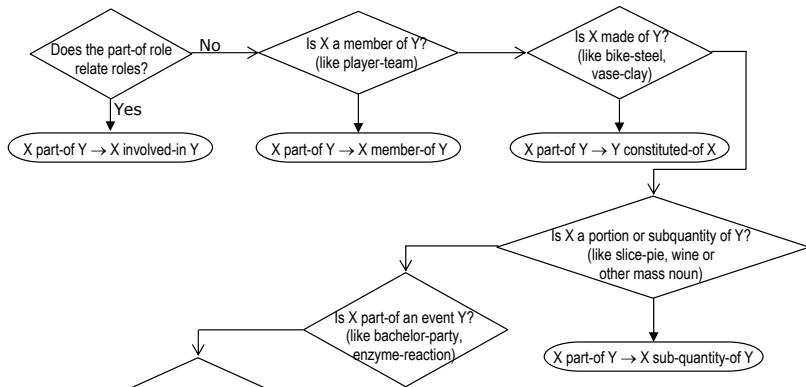 Does the part-of role
relate roles?
No
Is X a member of Y?
(like player-team)
Is X made of Y?
(like bike-steel,
vase-clay)
Yes
X part-of Y → X involved-in Y
X part-of Y → X member-of Y
X part-of Y → Y constituted-of X
Is X a portion or subquantity of Y?
(like slice-pie, wine or
other mass noun)
Is X part-of an event Y?
(like bachelor-party,
enzyme-reaction)
X part-of Y → X sub-quantity-of Y